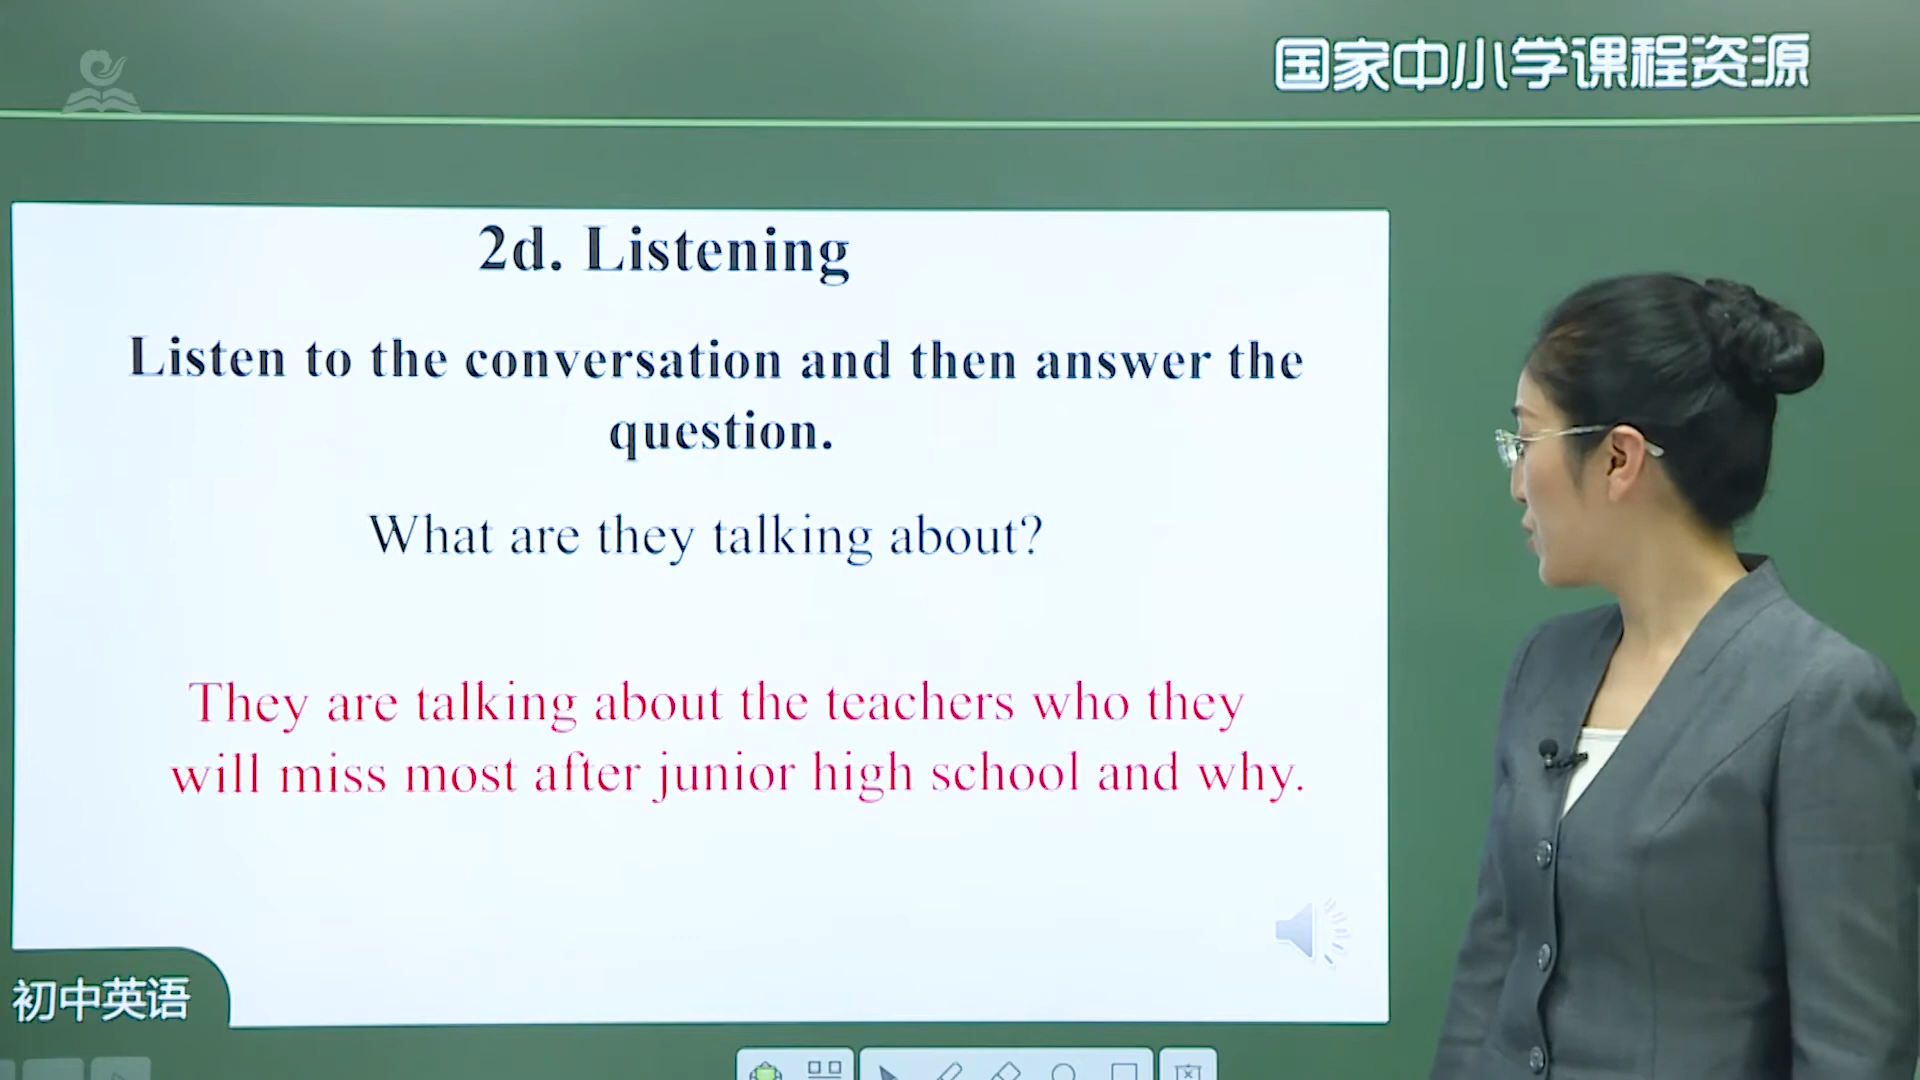 国家中小学课程资源
2d. Listening
Listen to the conversation and then answer the
question.
What are they talking about?
They are talking about the teachers who they
will miss most after junior high school and why.
初中英语